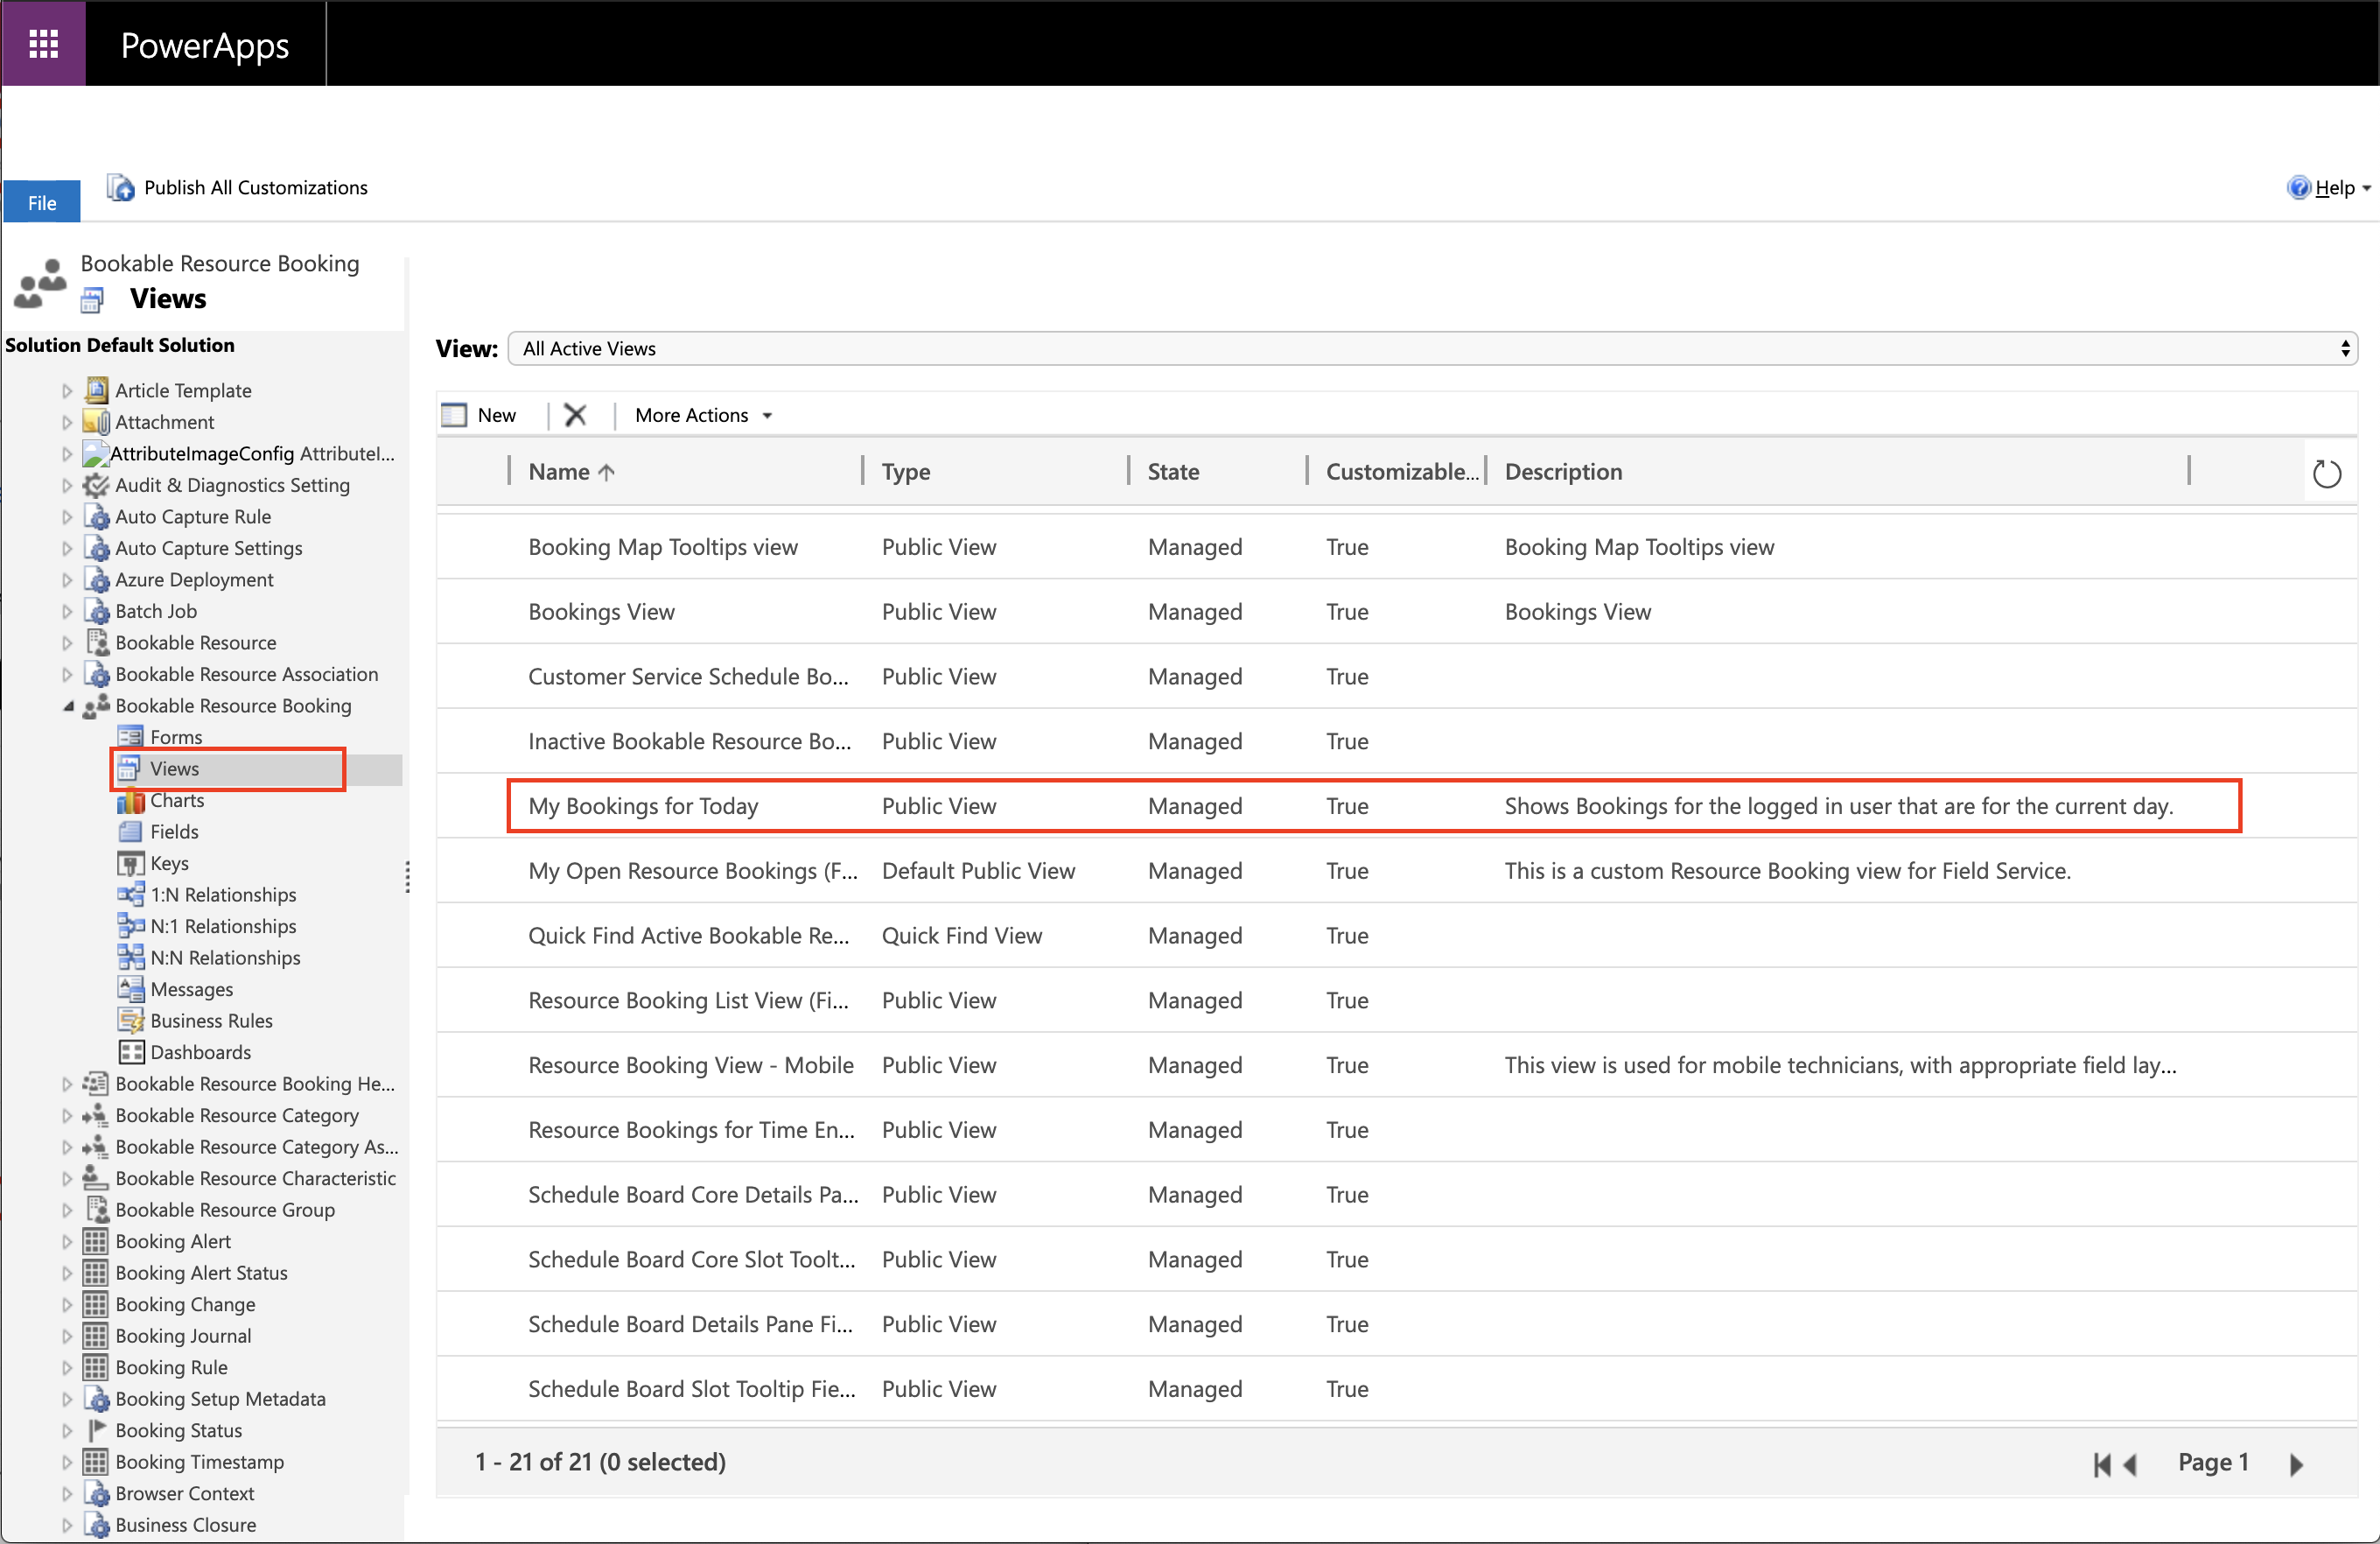 PowerApps
File
Publish All Customizations
Help
Bookable Resource Booking
Views
Solution Default Solution
Article Template
Attachment
AttributeImageConfig AttributeI...
Audit & Diagnostics Setting
Auto Capture Rule
Auto Capture Settings
Azure Deployment
Batch Job
Bookable Resource
Bookable Resource Association
Bookable Resource Booking
Forms
Views
Charts
Fields
Keys
1:N Relationships
N:1 Relationships
N:N Relationships
Messages
Business Rules
Dashboards
Bookable Resource Booking He...
Bookable Resource Category
Bookable Resource Category As...
Bookable Resource Characteristic
Bookable Resource Group
Booking Alert
Booking Alert Status
Booking Change
Booking Journal
Booking Rule
Booking Setup Metadata
Booking Status
Booking Timestamp
Browser Context
Business Closure
View: All Active Views
New More Actions
Name Type State Customizable... Description
Booking Map Tooltips view Public View Managed True Booking Map Tooltips view
Bookings View Public View Managed True Bookings View
Customer Service Schedule Bo... Public View Managed True
Inactive Bookable Resource Bo... Public View Managed True
My Bookings for Today Public View Managed True Shows Bookings for the logged in user that are for the current day.
My Open Resource Bookings (F... Default Public View Managed True This is a custom Resource Booking view for Field Service.
Quick Find Active Bookable Re... Quick Find View Managed True
Resource Booking List View (Fi... Public View Managed True
Resource Booking View - Mobile Public View Managed True This view is used for mobile technicians, with appropriate field lay...
Resource Bookings for Time En... Public View Managed True
Schedule Board Core Details Pa... Public View Managed True
Schedule Board Core Slot Toolt... Public View Managed True
Schedule Board Details Pane Fi... Public View Managed True
Schedule Board Slot Tooltip Fie... Public View Managed True
1 - 21 of 21 (0 selected) Page 1